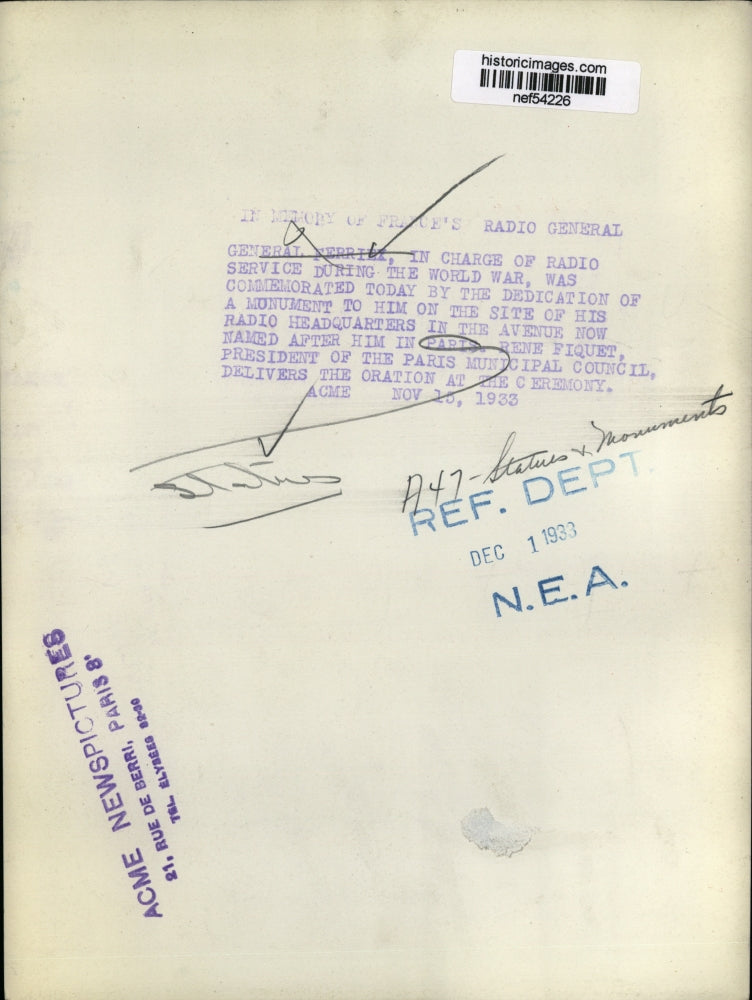 historicimages.com
nef54226
IN MEMORY OF FRANCE'S RADIO GENERAL
GENERAL FERRIER, IN CHARGE OF RADIO
SERVICE DURING THE WORLD WAR, WAS
COMMEMORATED TODAY BY THE DEDICATION OF
A MONUMENT TO HIM ON THE SITE OF HIS
RADIO HEADQUARTERS IN THE AVENUE NOW
NAMED AFTER HIM IN PARIS. RENE FIQUET,
PRESIDENT OF THE PARIS MUNICIPAL COUNCIL,
DELIVERS THE ORATION AT THE CEREMONY.
ACME NOV 15, 1933
Statues
A47-Statues & Monuments
REF. DEPT.
DEC 1 1933
N.E.A.
ACME NEWSPICTURES
21, RUE DE BERRI, PARIS 8e
TEL. ELYSEES